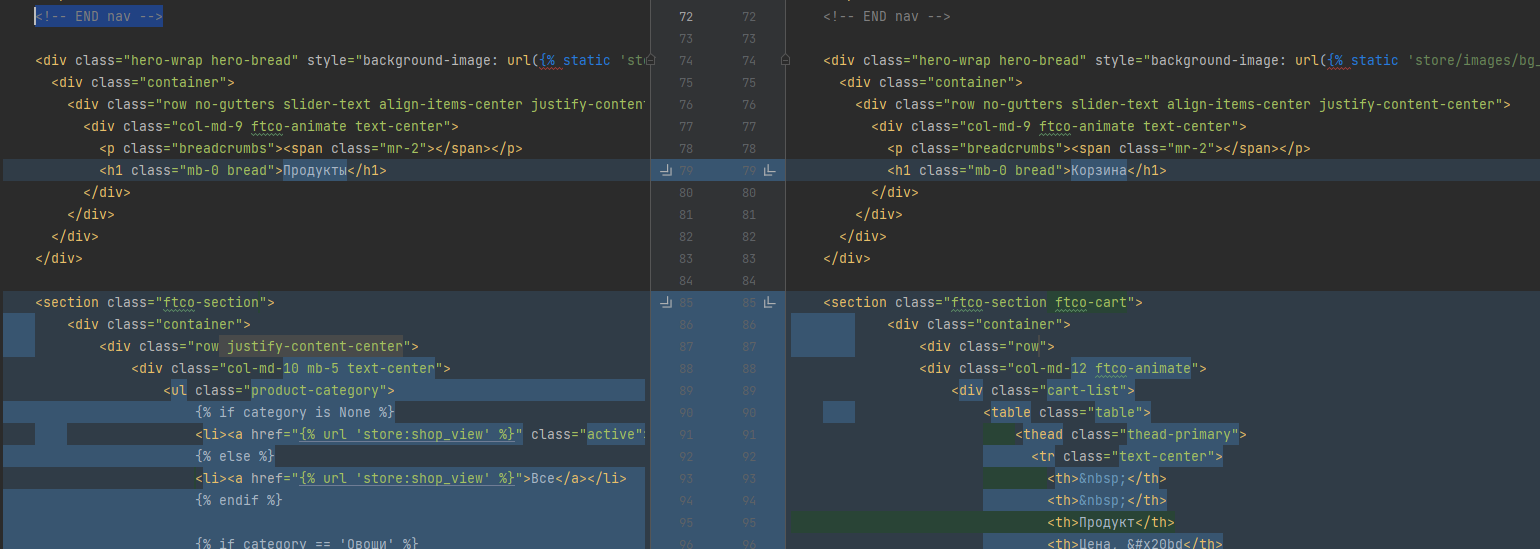 <!-- END nav -->
<div class="hero-wrap hero-bread" style="background-image: url({% static 'sto
<div class="container">
<div class="row no-gutters slider-text align-items-center justify-content
<div class="col-md-9 ftco-animate text-center">
<p class="breadcrumbs"><span class="mr-2"></span></p>
<h1 class="mb-0 bread">Продукты</h1>
</div>
</div>
</div>
</div>
<section class="ftco-section">
<div class="container">
<div class="row justify-content-center">
<div class="col-md-10 mb-5 text-center">
<ul class="product-category">
{% if category is None %}
<li><a href="{% url 'store:shop_view' %}" class="active"
{% else %}
<li><a href="{% url 'store:shop_view' %}">Все</a></li>
{% endif %}
{% if category == 'Овощи' %}
72 72
73 73
74 74
75 75
76 76
77 77
78 78
79 79
80 80
81 81
82 82
83 83
84 84
85 85
86 86
87 87
88 88
89 89
90 90
91 91
92 92
93 93
94 94
95 95
96 96
<!-- END nav -->
<div class="hero-wrap hero-bread" style="background-image: url({% static 'store/images/bg_
<div class="container">
<div class="row no-gutters slider-text align-items-center justify-content-center">
<div class="col-md-9 ftco-animate text-center">
<p class="breadcrumbs"><span class="mr-2"></span></p>
<h1 class="mb-0 bread">Корзина</h1>
</div>
</div>
</div>
</div>
<section class="ftco-section ftco-cart">
<div class="container">
<div class="row">
<div class="col-md-12 ftco-animate">
<div class="cart-list">
<table class="table">
<thead class="thead-primary">
<tr class="text-center">
<th>&nbsp;</th>
<th>&nbsp;</th>
<th>Продукт</th>
<th>Цена, &#x20bd</th>